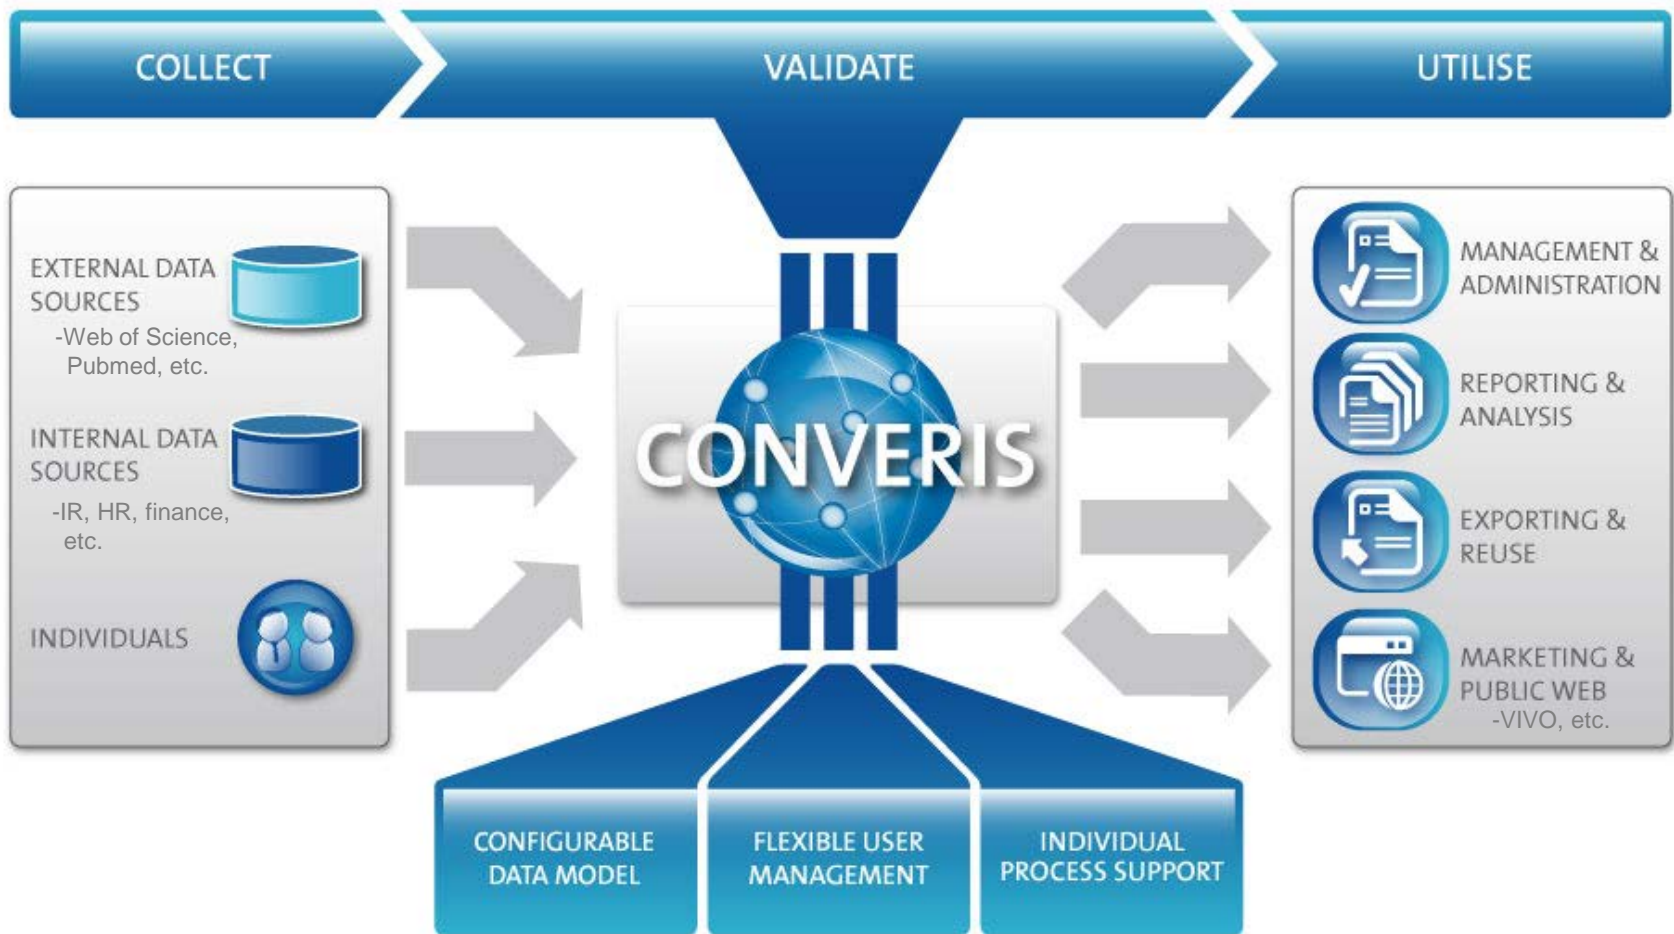 COLLECT
VALIDATE
UTILISE
EXTERNAL DATA
SOURCES
-Web of Science,
Pubmed, etc.
INTERNAL DATA
SOURCES
-IR, HR, finance,
etc.
INDIVIDUALS
CONVERIS
MANAGEMENT &
ADMINISTRATION
REPORTING &
ANALYSIS
EXPORTING &
REUSE
MARKETING &
PUBLIC WEB
-VIVO, etc.
CONFIGURABLE
DATA MODEL
FLEXIBLE USER
MANAGEMENT
INDIVIDUAL
PROCESS SUPPORT